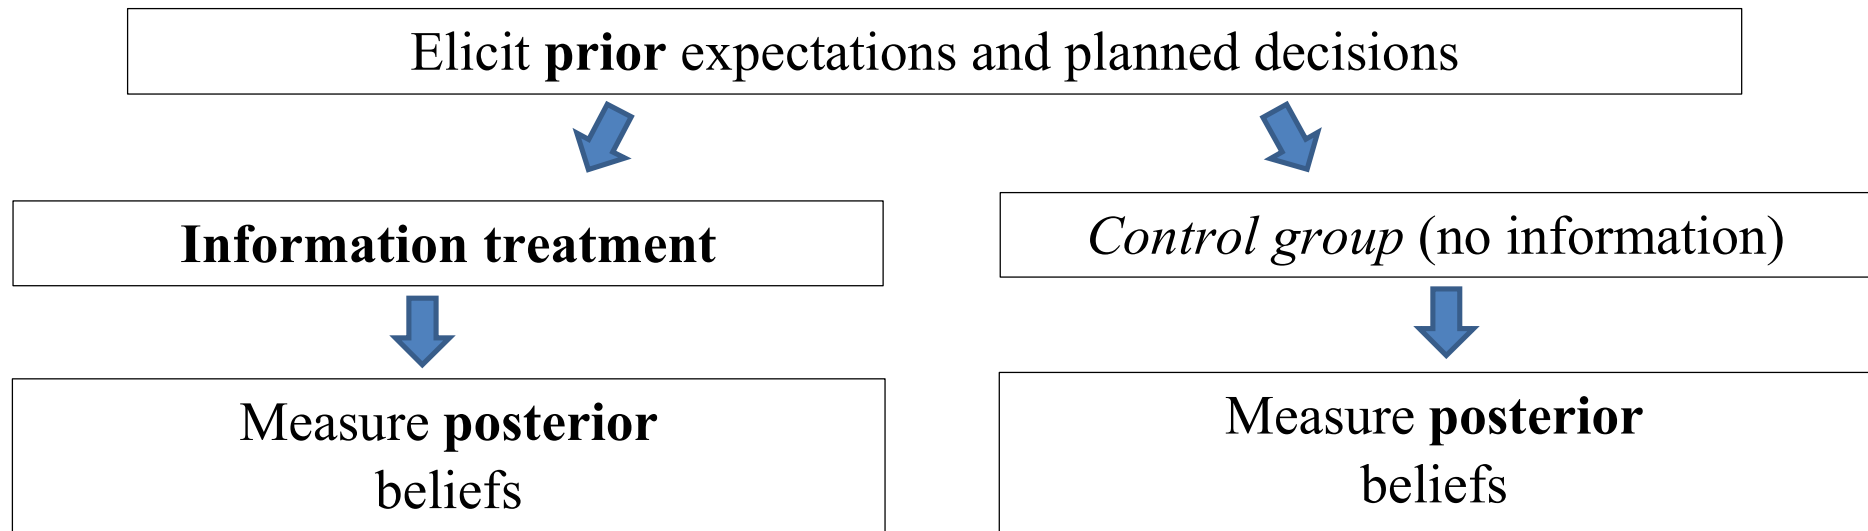 Elicit prior expectations and planned decisions
Information treatment
Control group (no information)
Measure posterior
beliefs
Measure posterior
beliefs